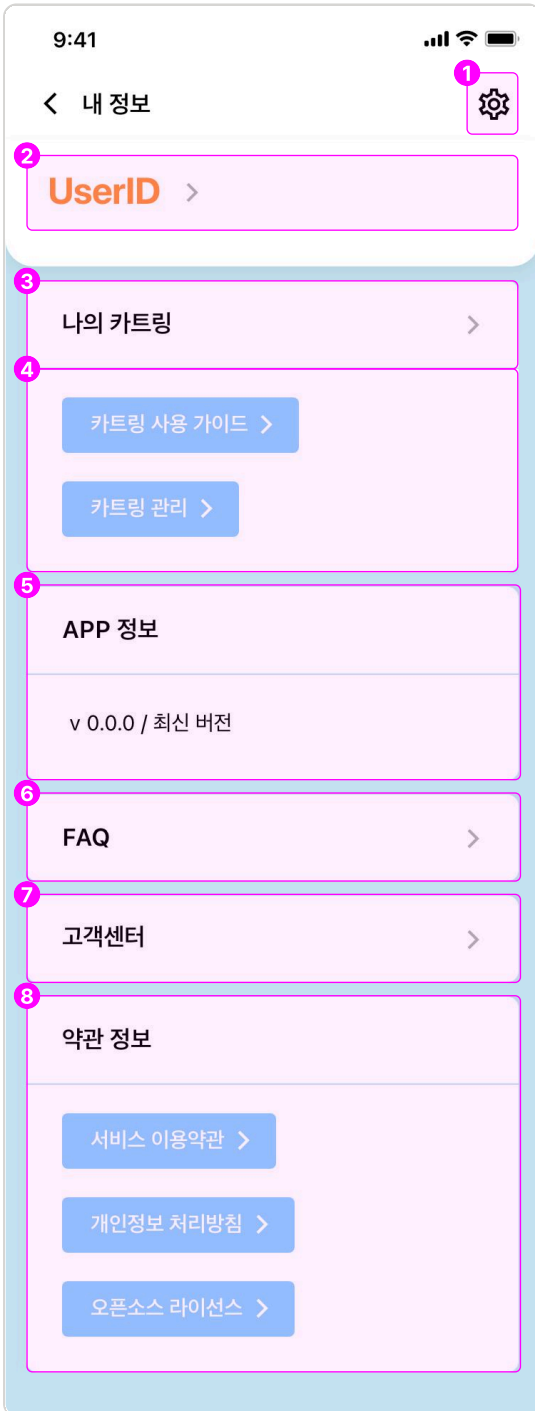 9:41
1
내 정보
2
UserID
3
나의 카트링
4
카트링 사용 가이드
카트링 관리
5
APP 정보
v 0.0.0 / 최신 버전
6
FAQ
7
고객센터
8
약관 정보
서비스 이용약관
개인정보 처리방침
오픈소스 라이선스